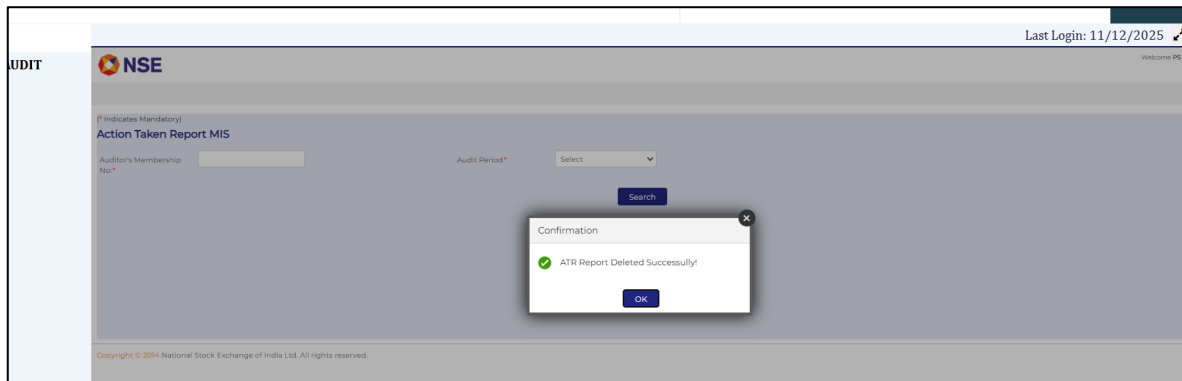 Last Login: 11/12/2025
UDIT
NSE
Welcome PS
(* Indicates Mandatory)
Action Taken Report MIS
Auditor's Membership No:*
Audit Period*
Select
Search
Confirmation
ATR Report Deleted Successully!
OK
Copyright © 2014 National Stock Exchange of India Ltd. All rights reserved.